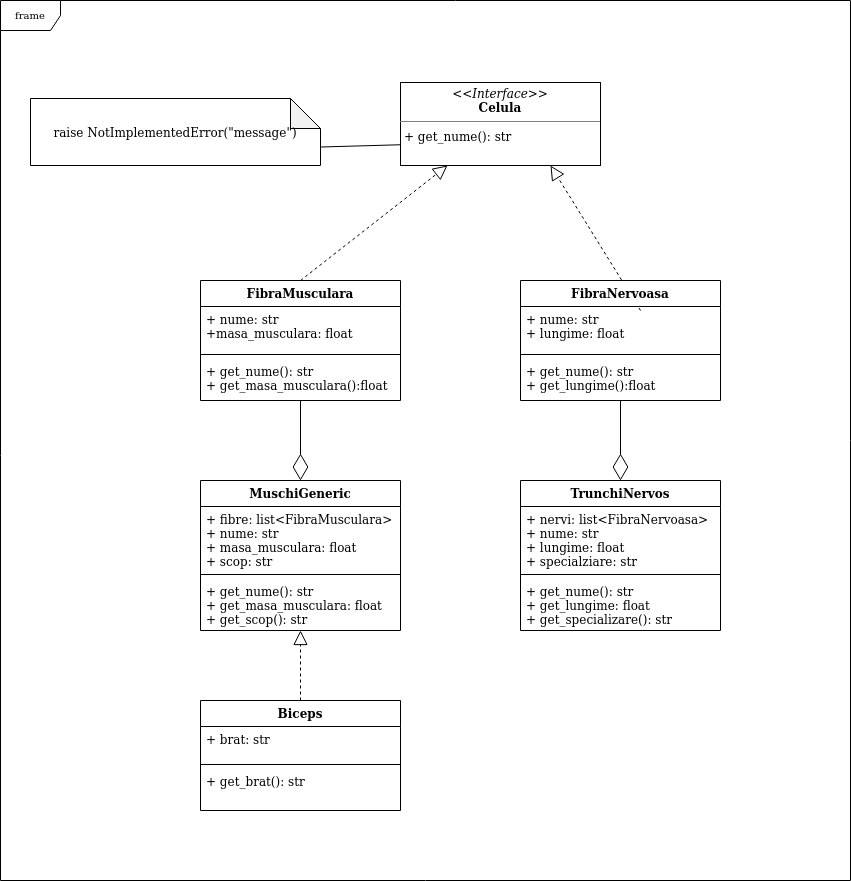 frame
<<Interface>>
Celula
+ get_nume(): str
raise NotImplementedError("message")
FibraMusculara
+ nume: str
+masa_musculara: float
+ get_nume(): str
+ get_masa_musculara():float
FibraNervoasa
+ nume: str
+ lungime: float
+ get_nume(): str
+ get_lungime():float
MuschiGeneric
+ fibre: list<FibraMusculara>
+ nume: str
+ masa_musculara: float
+ scop: str
+ get_nume(): str
+ get_masa_musculara: float
+ get_scop(): str
TrunchiNervos
+ nervi: list<FibraNervoasa>
+ nume: str
+ lungime: float
+ specialziare: str
+ get_nume(): str
+ get_lungime: float
+ get_specializare(): str
Biceps
+ brat: str
+ get_brat(): str